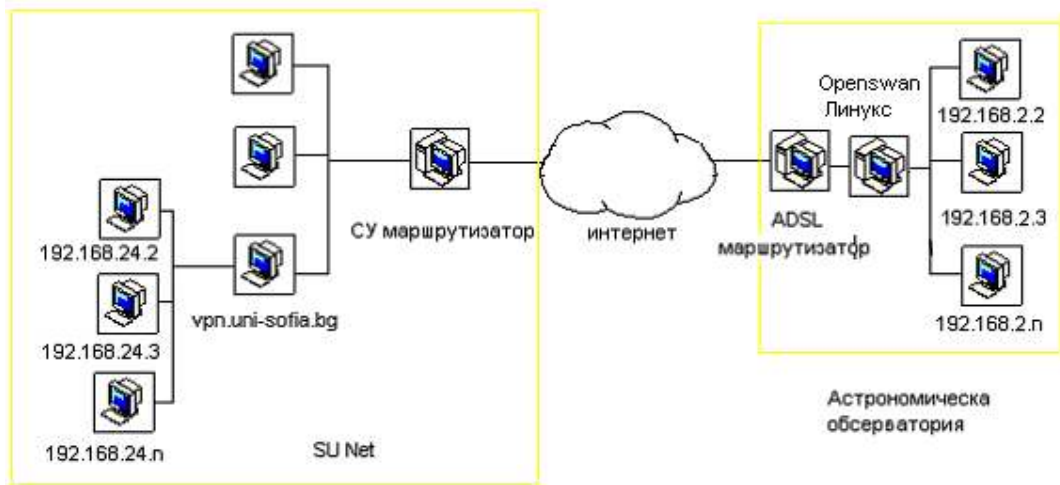 Openswan
Линукс
192.168.2.2
192.168.24.2
СУ маршрутизатор
интернет
ADSL
маршрутизатор
192.168.2.3
vpn.uni-sofia.bg
192.168.24.3
192.168.2.n
Астрономическа
обсерватория
192.168.24.n
SU Net